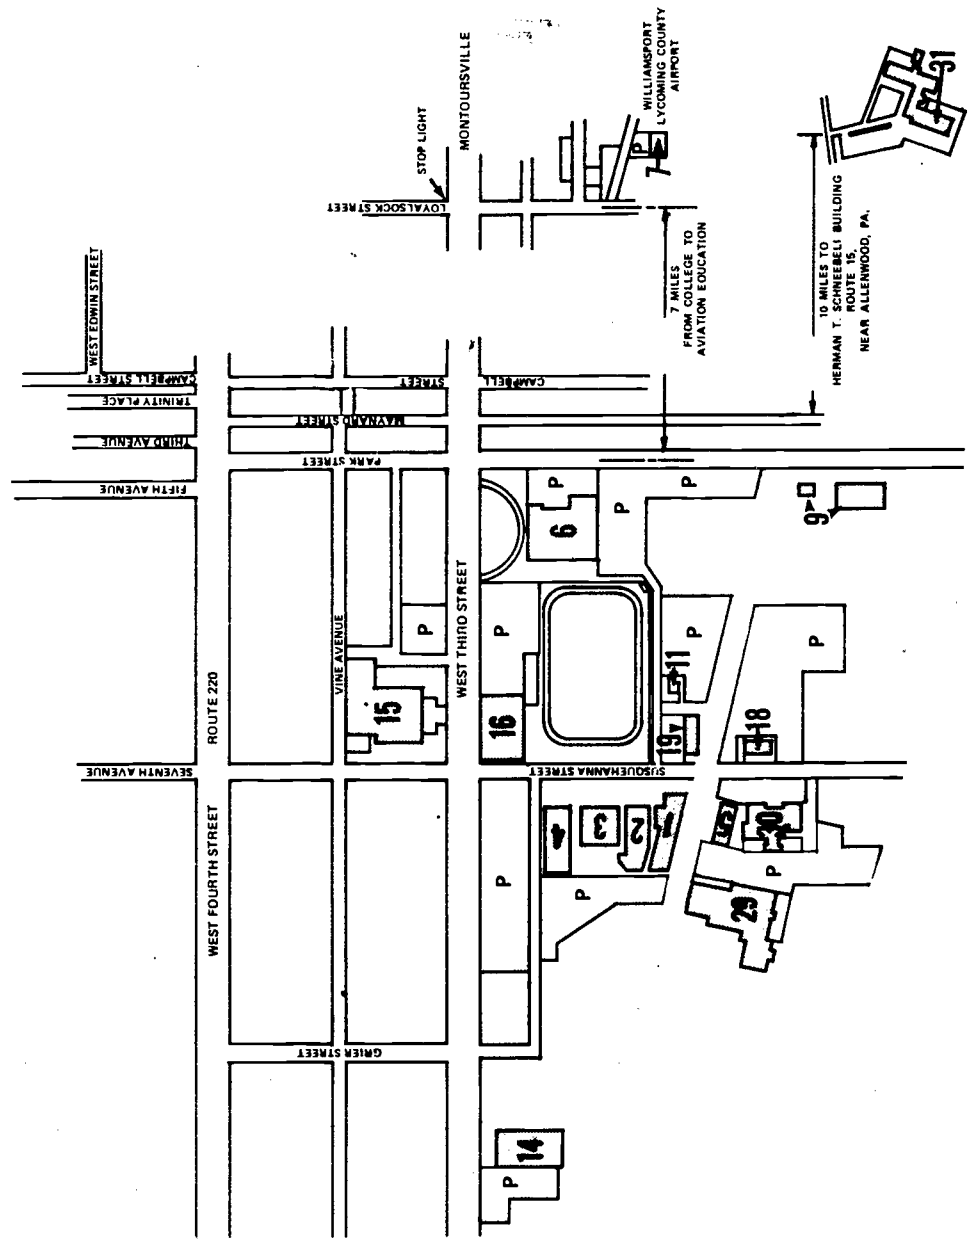 MONTOURSVILLE
STOP LIGHT
LOYALSOCK STREET
WILLIAMSPORT
LYCOMING COUNTY
AIRPORT
P
7
7 MILES
FROM COLLEGE TO
AVIATION EDUCATION
31
10 MILES TO
HERMAN T. SCHNEEBELI BUILDING
ROUTE 15,
NEAR ALLENWOOD, PA.
WEST EDWIN STREET
CAMPBELL STREET
TRINITY PLACE
THIRD AVENUE
FIFTH AVENUE
CAMPBELL
STREET
MAYNARD STREET
PARK STREET
ROUTE 220
VINE AVENUE
WEST THIRD STREET
P
15
P
16
P
6
P
P
9
P
11
19
18
P
SEVENTH AVENUE
SUSQUEHANNA STREET
WEST FOURTH STREET
P
4
3
2
1
P
5
30
P
29
GRIER STREET
14
P